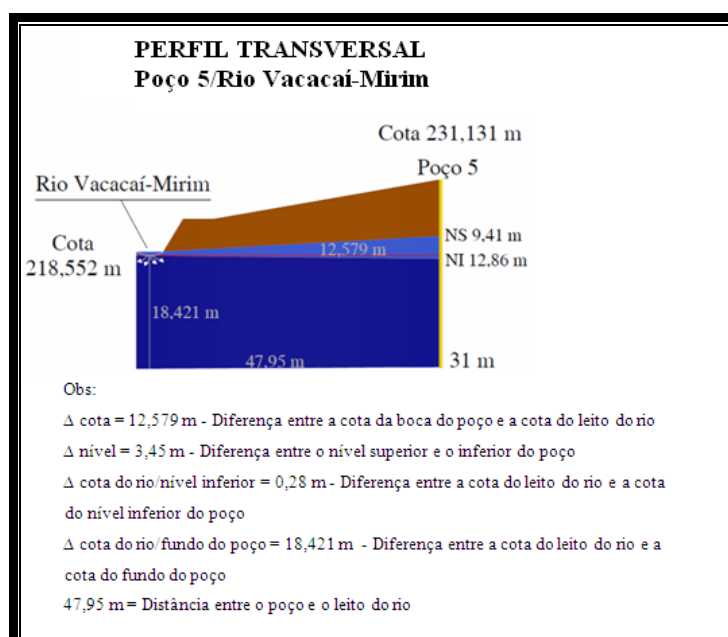 PERFIL TRANSVERSAL
Poço 5/Rio Vacacaí-Mirim
Cota 231,131 m
Poço 5
Rio Vacacaí-Mirim
NS 9,41 m
Cota
12,579 m
NI 12,86 m
218,552 m
18,421 m
47,95 m
31 m
Obs:
Δ cota = 12,579 m - Diferença entre a cota da boca do poço e a cota do leito do rio
Δ nível = 3,45 m - Diferença entre o nível superior e o inferior do poço
Δ cota do rio/nível inferior = 0,28 m - Diferença entre a cota do leito do rio e a cota
do nível inferior do poço
Δ cota do rio/fundo do poço = 18,421 m - Diferença entre a cota do leito do rio e a
cota do fundo do poço
47,95 m = Distância entre o poço e o leito do rio